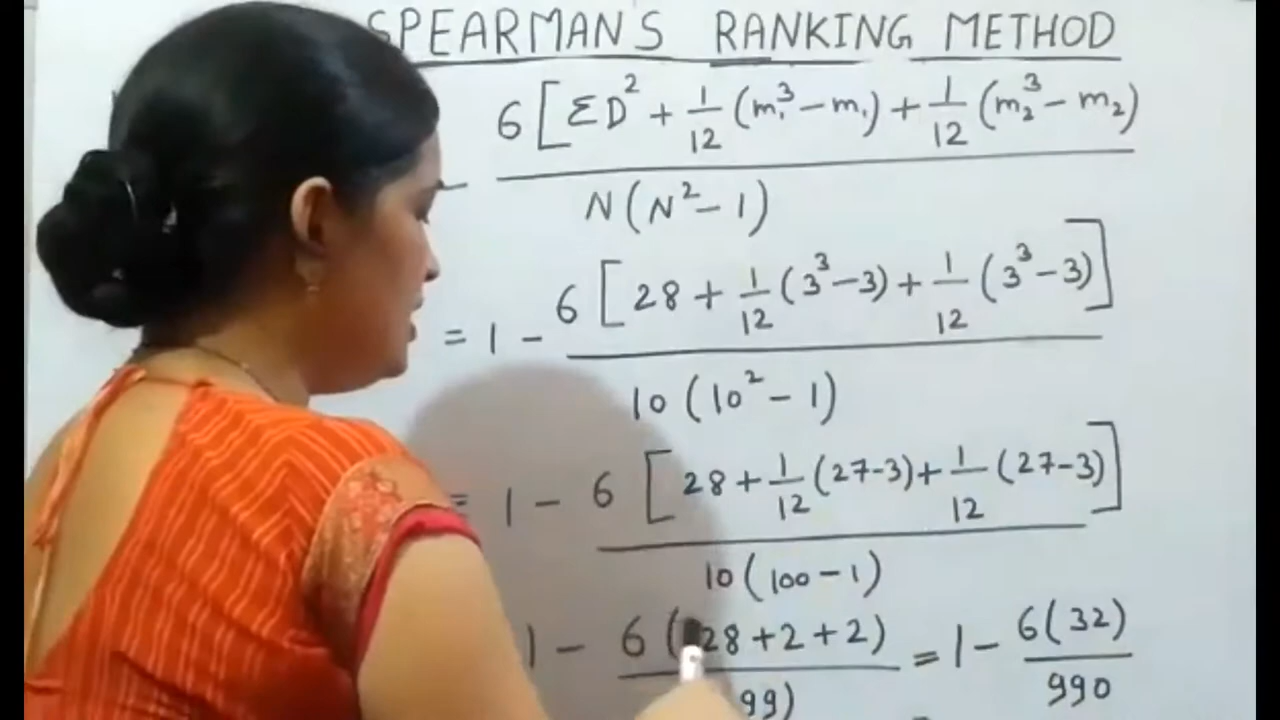 SPEARMAN'S RANKING METHOD
- 6[ΣD² + 1/12 (m₁³ - m₁) + 1/12 (m₂³ - m₂)
N(N² - 1)
= 1 - 6[28 + 1/12 (3³ - 3) + 1/12 (3³ - 3)]
10(10² - 1)
= 1 - 6[28 + 1/12 (27-3) + 1/12 (27-3)]
10(100 - 1)
1 - 6(28 + 2 + 2) = 1 - 6(32)
99) 990